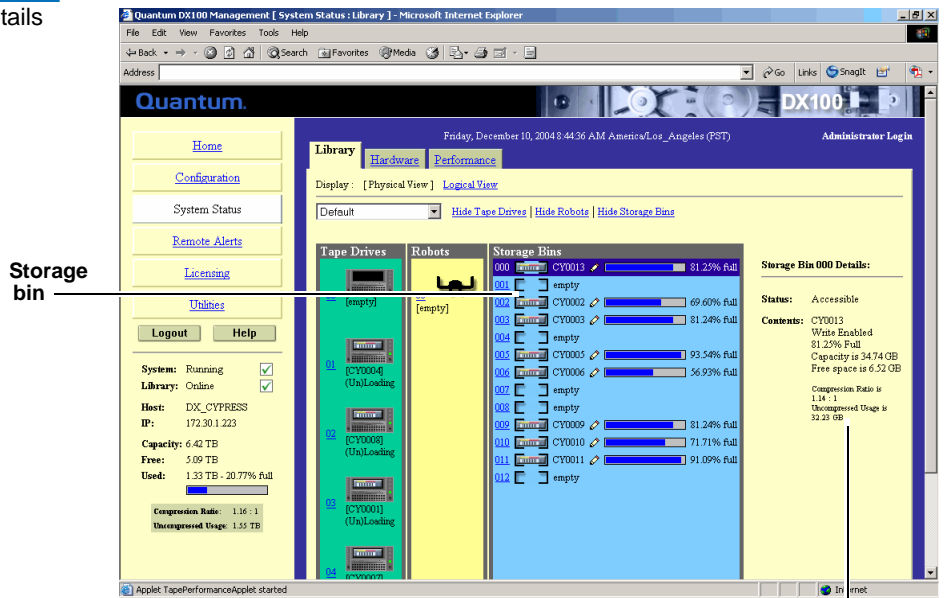 tails
Quantum DX100 Management [ System Status : Library ] - Microsoft Internet Explorer
File Edit View Favorites Tools Help
Back Search Favorites Media
Address Go Links SnagIt
Quantum. DX100
Friday, December 10, 2004 8:44:36 AM America/Los_Angeles (PST) Administrator Login
Home
Configuration
System Status
Remote Alerts
Licensing
Utilities
Logout Help
System: Running
Library: Online
Host: DX_CYPRESS
IP: 172.30.1.223
Capacity: 6.42 TB
Free: 5.09 TB
Used: 1.33 TB - 20.77% full
Compression Ratio: 1.16 : 1
Uncompressed Usage: 1.55 TB
Storage
bin
Library Hardware Performance
Display : [ Physical View ] Logical View
Default Hide Tape Drives | Hide Robots | Hide Storage Bins
Tape Drives
[empty]
01
[CY0004]
(Un)Loading
02
[CY0008]
(Un)Loading
03
[CY0001]
(Un)Loading
04
[CY0007]
Robots
[empty]
Storage Bins
000 CY0013 81.25% full
001 empty
002 CY0002 69.60% full
003 CY0003 81.24% full
004 empty
005 CY0005 93.54% full
006 CY0006 56.93% full
007 empty
008 empty
009 CY0009 81.24% full
010 CY0010 71.71% full
011 CY0011 91.09% full
012 empty
Storage Bin 000 Details:
Status: Accessible
Contents: CY0013
Write Enabled
81.25% Full
Capacity is 34.74 GB
Free space is 6.52 GB
Compression Ratio is
1.14 : 1
Uncompressed Usage is
32.23 GB
Applet TapePerformanceApplet started Internet